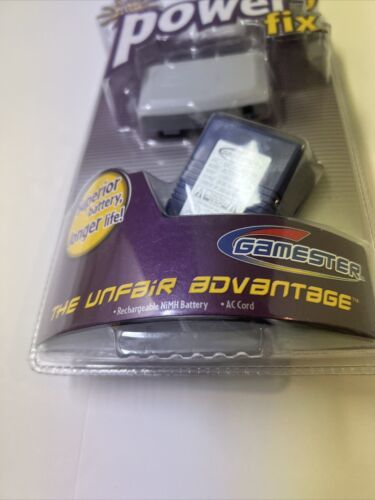 power
fix
superior
battery,
longer life!
GAMESTER
THE UNFAIR ADVANTAGE™
• Rechargeable NiMH Battery • AC Cord